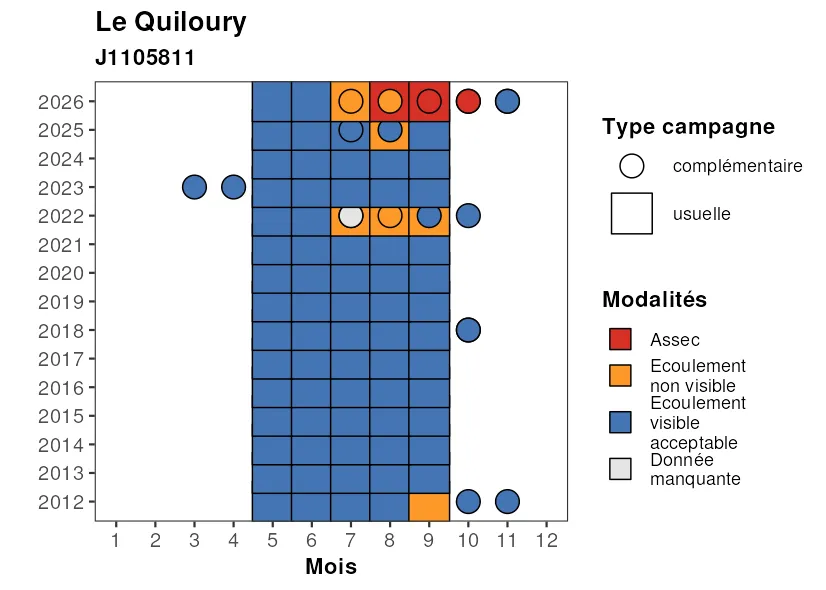 Le Quiloury
J1105811
2026
2025
2024
2023
2022
2021
2020
2019
2018
2017
2016
2015
2014
2013
2012
1 2 3 4 5 6 7 8 9 10 11 12
Mois
Type campagne
complémentaire
usuelle
Modalités
Assec
Ecoulement
non visible
Ecoulement
visible
acceptable
Donnée
manquante